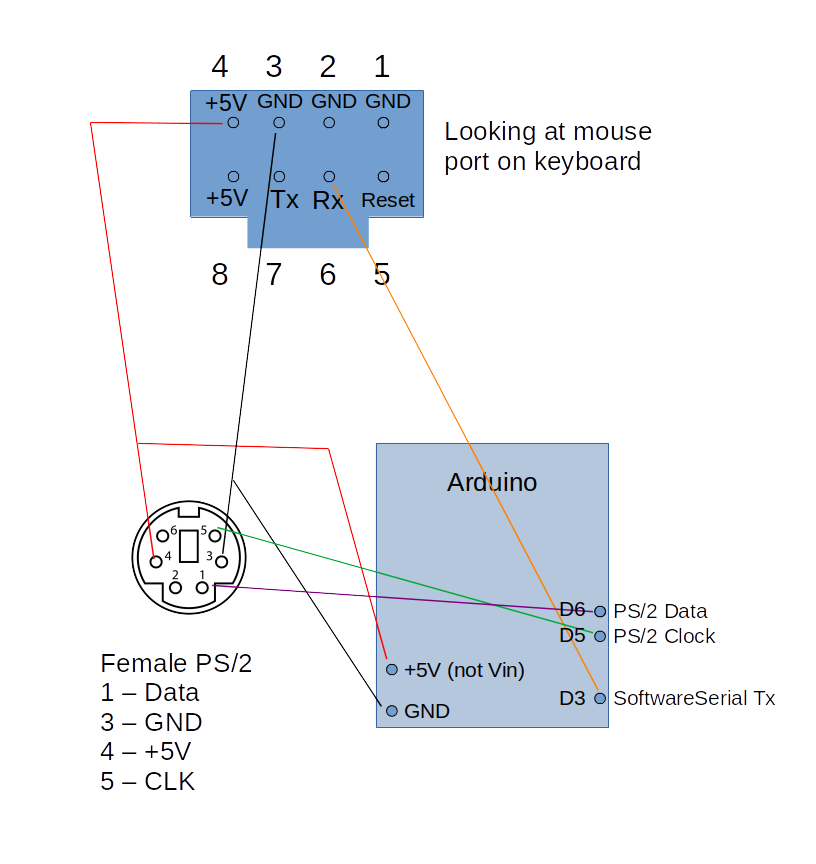 4 3 2 1
+5V GND GND GND
Looking at mouse
port on keyboard
+5V Tx Rx Reset
8 7 6 5
Arduino
6 5
4 3
2 1
D6 PS/2 Data
D5 PS/2 Clock
+5V (not Vin)
D3 SoftwareSerial Tx
GND
Female PS/2
1 – Data
3 – GND
4 – +5V
5 – CLK